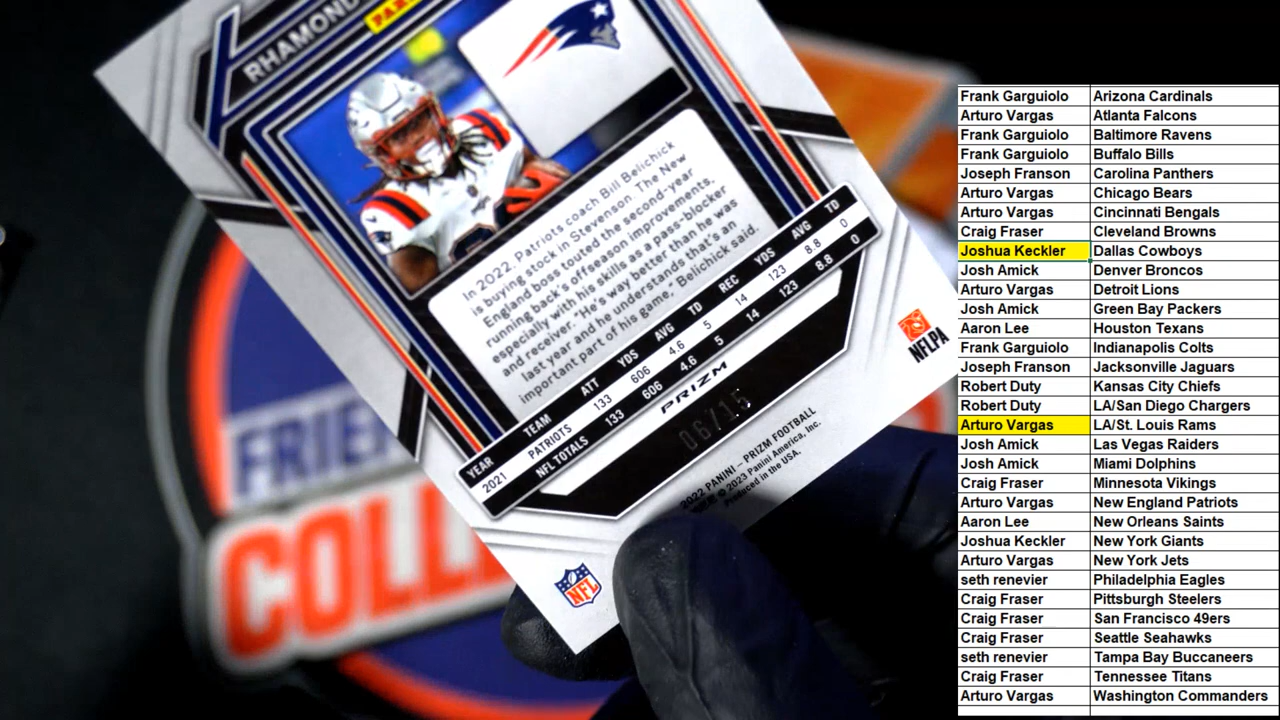 RHAMOND
In 2022, Patriots coach Bill Belichick
is buying stock in Stevenson. The New
England boss touted the second-year
running back's offseason improvements,
especially with his skills as a pass-blocker
and receiver. "He's way better than he was
last year and he understands that's an
important part of his game," Belichick said.
YEAR TEAM ATT YDS AVG TD REC YDS AVG TD
2021 PATRIOTS 133 606 4.6 5 14 123 8.8 0
NFL TOTALS 133 606 4.6 5 14 123 8.8 0
PRIZM
06/15
2022 PANINI – PRIZM FOOTBALL
© 2023 Panini America, Inc.
Produced in the USA.
NFLPA
NFL
COLL
Frank Garguiolo Arizona Cardinals
Arturo Vargas Atlanta Falcons
Frank Garguiolo Baltimore Ravens
Frank Garguiolo Buffalo Bills
Joseph Franson Carolina Panthers
Arturo Vargas Chicago Bears
Arturo Vargas Cincinnati Bengals
Craig Fraser Cleveland Browns
Joshua Keckler Dallas Cowboys
Josh Amick Denver Broncos
Arturo Vargas Detroit Lions
Josh Amick Green Bay Packers
Aaron Lee Houston Texans
Frank Garguiolo Indianapolis Colts
Joseph Franson Jacksonville Jaguars
Robert Duty Kansas City Chiefs
Robert Duty LA/San Diego Chargers
Arturo Vargas LA/St. Louis Rams
Josh Amick Las Vegas Raiders
Josh Amick Miami Dolphins
Craig Fraser Minnesota Vikings
Arturo Vargas New England Patriots
Aaron Lee New Orleans Saints
Joshua Keckler New York Giants
Arturo Vargas New York Jets
seth renevier Philadelphia Eagles
Craig Fraser Pittsburgh Steelers
Craig Fraser San Francisco 49ers
Craig Fraser Seattle Seahawks
seth renevier Tampa Bay Buccaneers
Craig Fraser Tennessee Titans
Arturo Vargas Washington Commanders